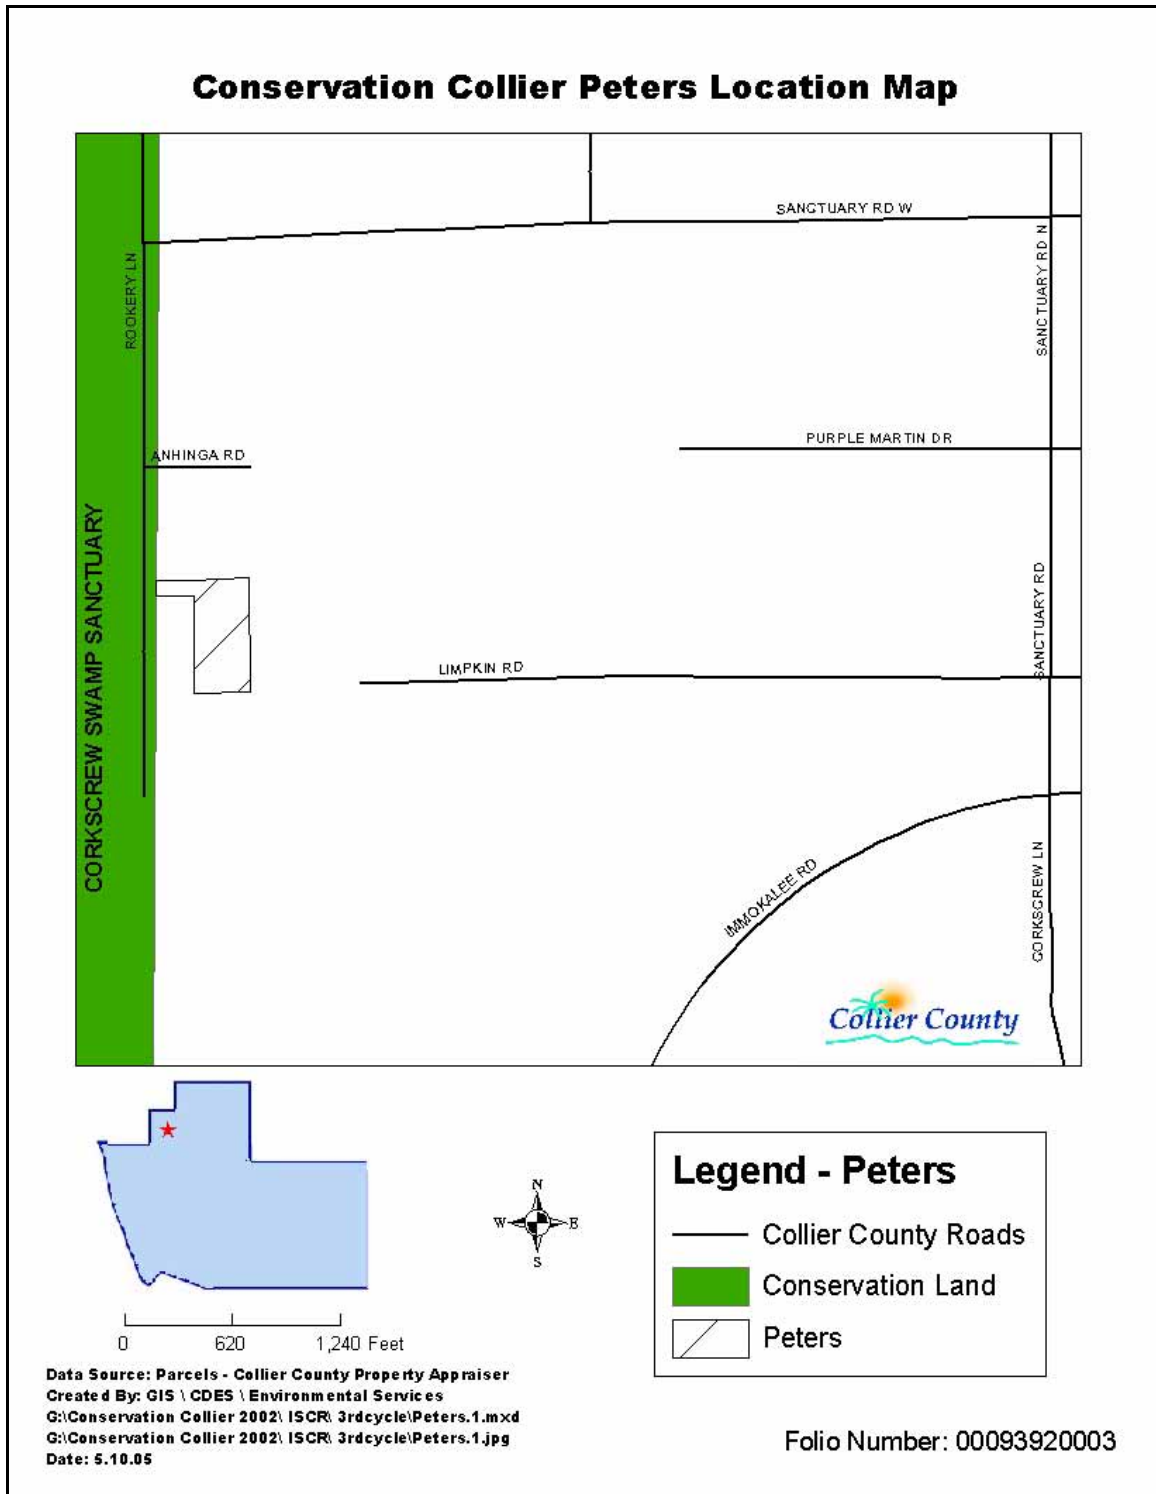 Conservation Collier Peters Location Map
SANCTUARY RD W
ROOKERY LN
SANCTUARY RD N
PURPLE MARTIN DR
ANHINGA RD
CORKSCREW SWAMP SANCTUARY
SANCTUARY RD
LIMPKIN RD
IMMOKALEE RD
CORKSCREW LN
Collier County
N
W E
S
0 620 1,240 Feet
Legend - Peters
Collier County Roads
Conservation Land
Peters
Data Source: Parcels - Collier County Property Appraiser
Created By: GIS \ CDES \ Environmental Services
G:\Conservation Collier 2002\ ISCR\ 3rdcycle\Peters.1.mxd
G:\Conservation Collier 2002\ ISCR\ 3rdcycle\Peters.1.jpg
Date: 5.10.05
Folio Number: 00093920003